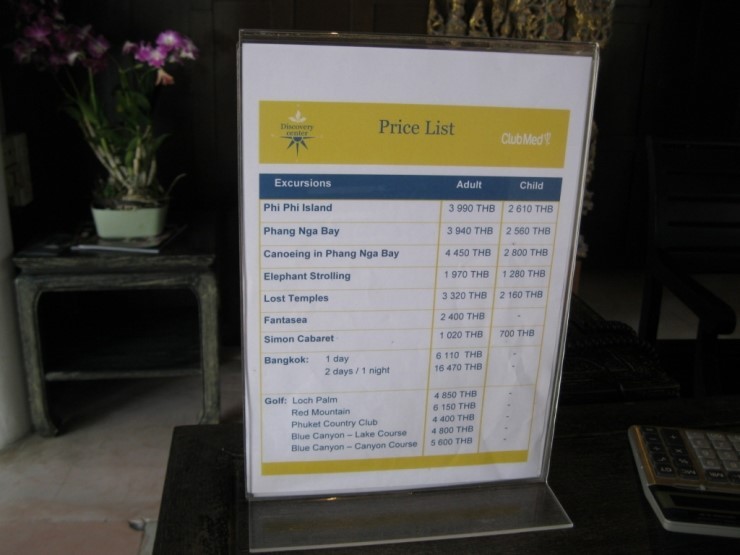 Discovery
center
Price List
ClubMed
Excursions Adult Child
Phi Phi Island 3 990 THB 2 610 THB
Phang Nga Bay 3 940 THB 2 560 THB
Canoeing in Phang Nga Bay 4 450 THB 2 800 THB
Elephant Strolling 1 970 THB 1 280 THB
Lost Temples 3 320 THB 2 160 THB
Fantasea 2 400 THB -
Simon Cabaret 1 020 THB 700 THB
Bangkok: 1 day 6 110 THB -
2 days / 1 night 16 470 THB -
Golf: Loch Palm 4 850 THB -
Red Mountain 6 150 THB -
Phuket Country Club 4 400 THB -
Blue Canyon – Lake Course 4 800 THB -
Blue Canyon – Canyon Course 5 600 THB -